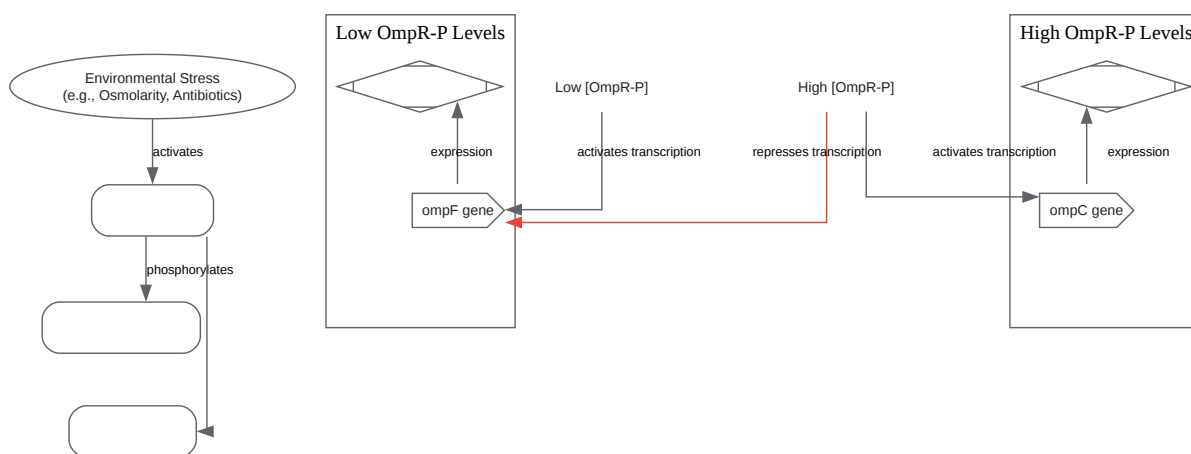 Low OmpR-P Levels
High OmpR-P Levels
Environmental Stress
(e.g., Osmolarity, Antibiotics)
Low [OmpR-P]
High [OmpR-P]
activates
expression
activates transcription
represses transcription
activates transcription
expression
ompF gene
ompC gene
phosphorylates